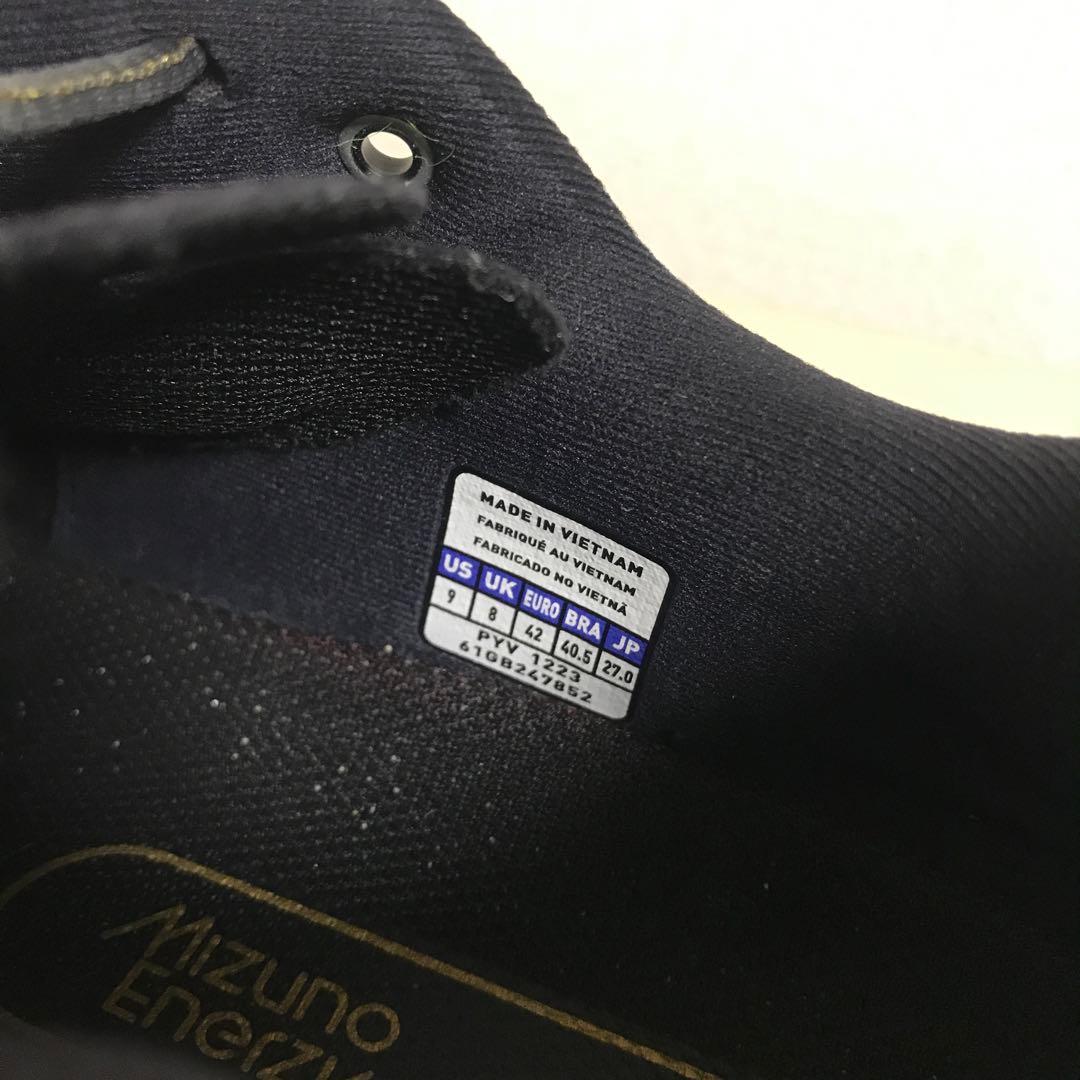 MADE IN VIETNAM
FABRIQUÉ AU VIETNAM
FABRICADO NO VIETNÃ
US UK EURO BRA JP
9 8 42 40.5 27.0
PYV 1223
61GB247852
Mizuno
Energy